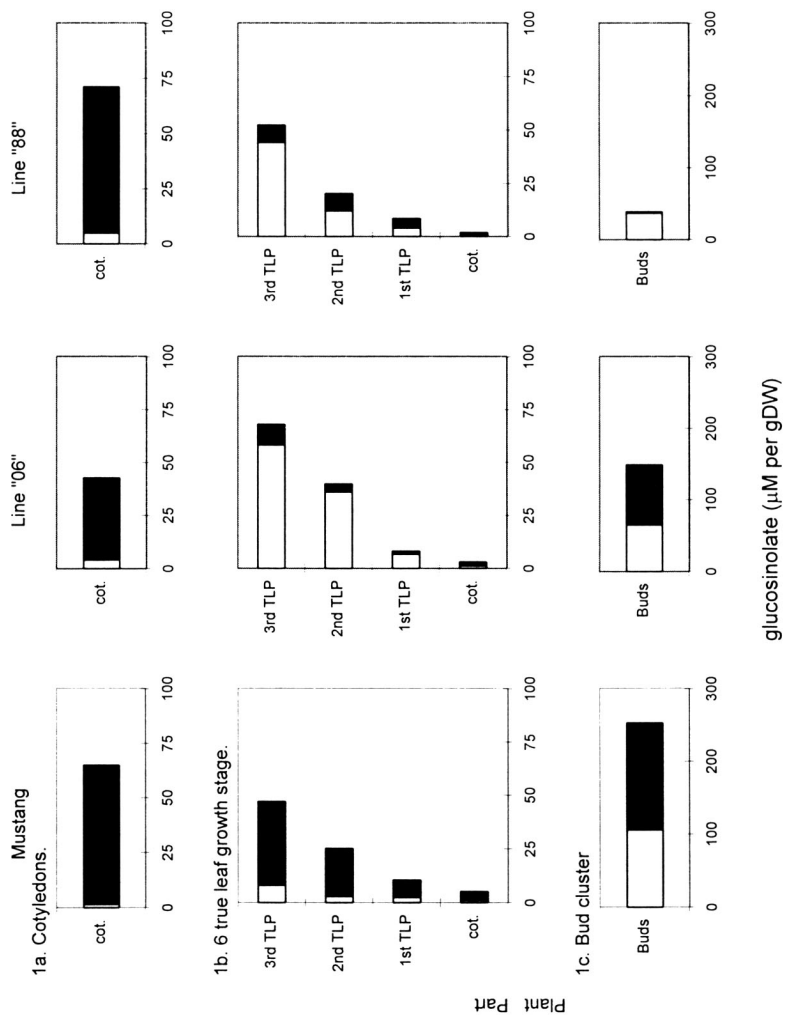 Mustang
Line "06"
Line "88"
1a. Cotyledons.
cot.
0 25 50 75 100
cot.
0 25 50 75 100
cot.
0 25 50 75 100
1b. 6 true leaf growth stage.
3rd TLP
2nd TLP
1st TLP
cot.
0 25 50 75 100
3rd TLP
2nd TLP
1st TLP
cot.
0 25 50 75 100
3rd TLP
2nd TLP
1st TLP
cot.
0 25 50 75 100
Plant
Part
1c. Bud cluster
Buds
0 100 200 300
Buds
0 100 200 300
Buds
0 100 200 300
glucosinolate (µM per gDW)